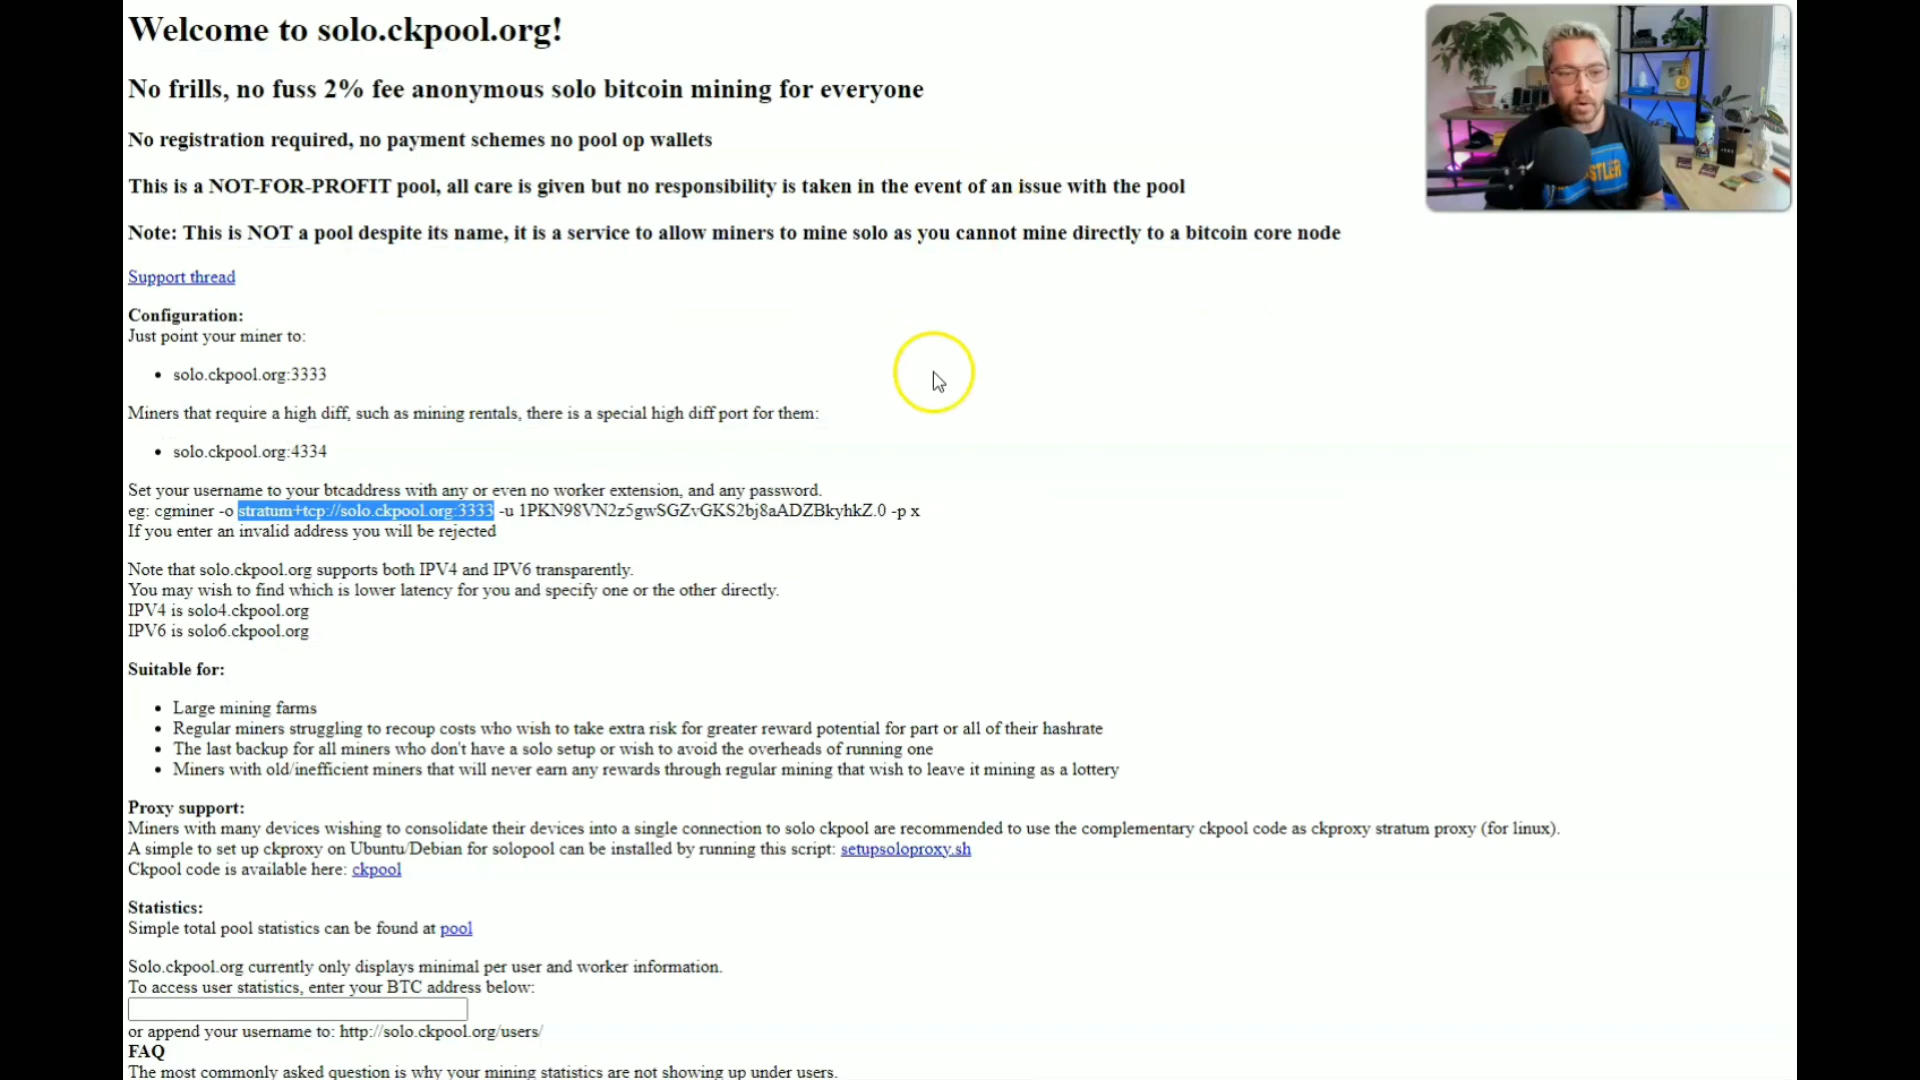 Welcome to solo.ckpool.org!
No frills, no fuss 2% fee anonymous solo bitcoin mining for everyone
No registration required, no payment schemes no pool op wallets
This is a NOT-FOR-PROFIT pool, all care is given but no responsibility is taken in the event of an issue with the pool
Note: This is NOT a pool despite its name, it is a service to allow miners to mine solo as you cannot mine directly to a bitcoin core node
Support thread
Configuration:
Just point your miner to:
• solo.ckpool.org:3333
Miners that require a high diff, such as mining rentals, there is a special high diff port for them:
• solo.ckpool.org:4334
Set your username to your btcaddress with any or even no worker extension, and any password.
eg: cgminer -o stratum+tcp://solo.ckpool.org:3333 -u 1PKN98VN2z5gwSGZvGKS2bj8aADZBkyhkZ.0 -p x
If you enter an invalid address you will be rejected
Note that solo.ckpool.org supports both IPV4 and IPV6 transparently.
You may wish to find which is lower latency for you and specify one or the other directly.
IPV4 is solo4.ckpool.org
IPV6 is solo6.ckpool.org
Suitable for:
• Large mining farms
• Regular miners struggling to recoup costs who wish to take extra risk for greater reward potential for part or all of their hashrate
• The last backup for all miners who don't have a solo setup or wish to avoid the overheads of running one
• Miners with old/inefficient miners that will never earn any rewards through regular mining that wish to leave it mining as a lottery
Proxy support:
Miners with many devices wishing to consolidate their devices into a single connection to solo ckpool are recommended to use the complementary ckpool code as ckproxy stratum proxy (for linux).
A simple to set up ckproxy on Ubuntu/Debian for solopool can be installed by running this script: setupsoloproxy.sh
Ckpool code is available here: ckpool
Statistics:
Simple total pool statistics can be found at pool
Solo.ckpool.org currently only displays minimal per user and worker information.
To access user statistics, enter your BTC address below:
or append your username to: http://solo.ckpool.org/users/
FAQ
The most commonly asked question is why your mining statistics are not showing up under users.